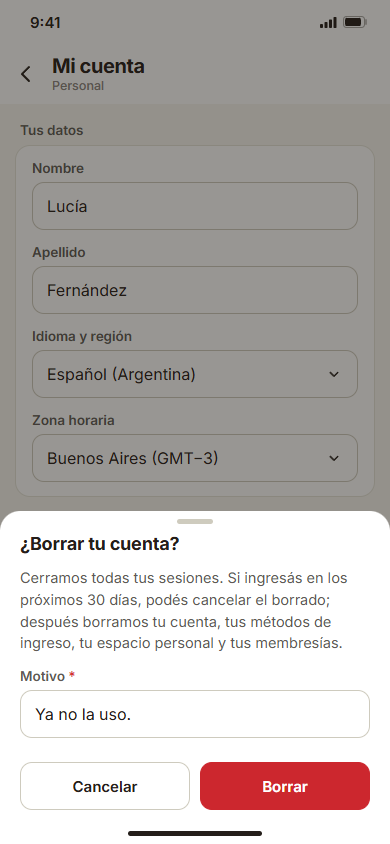 9:41
Mi cuenta
Personal
Tus datos
Nombre
Lucía
Apellido
Fernández
Idioma y región
Español (Argentina)
Zona horaria
Buenos Aires (GMT−3)
¿Borrar tu cuenta?
Cerramos todas tus sesiones. Si ingresás en los
próximos 30 días, podés cancelar el borrado;
después borramos tu cuenta, tus métodos de
ingreso, tu espacio personal y tus membresías.
Motivo *
Ya no la uso.
Cancelar
Borrar